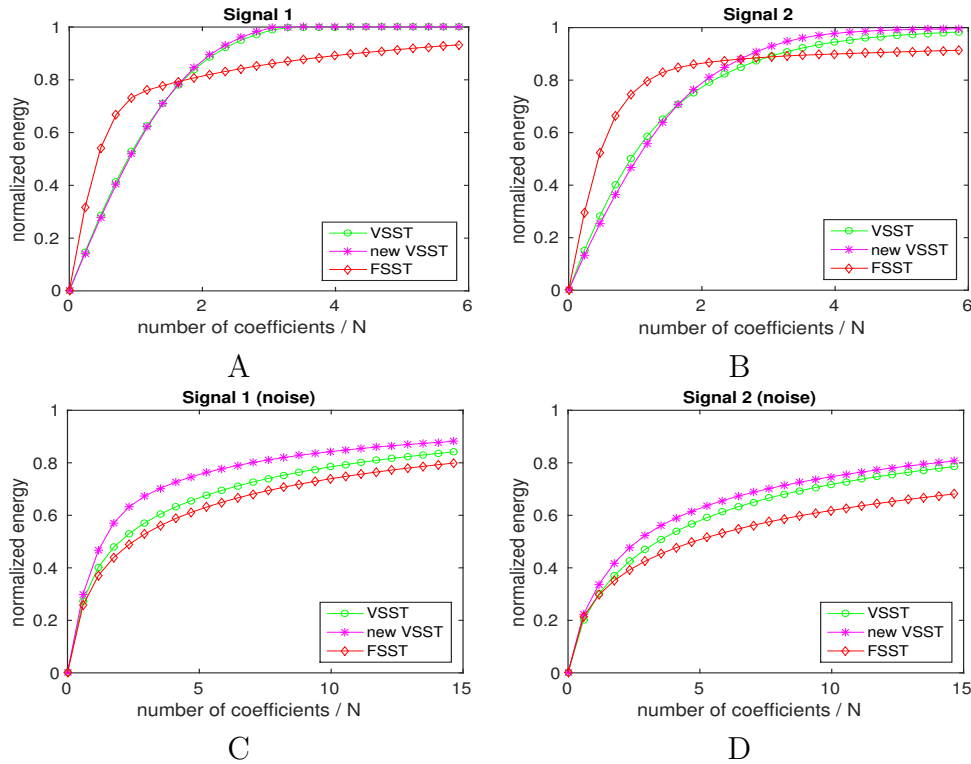 Signal 1
normalized energy
1
0.8
0.6
0.4
0.2
0
0 2 4 6
VSST
new VSST
FSST
number of coefficients / N
A
Signal 2
normalized energy
1
0.8
0.6
0.4
0.2
0
0 2 4 6
VSST
new VSST
FSST
number of coefficients / N
B
Signal 1 (noise)
normalized energy
1
0.8
0.6
0.4
0.2
0
0 5 10 15
VSST
new VSST
FSST
number of coefficients / N
C
Signal 2 (noise)
normalized energy
1
0.8
0.6
0.4
0.2
0
0 5 10 15
VSST
new VSST
FSST
number of coefficients / N
D